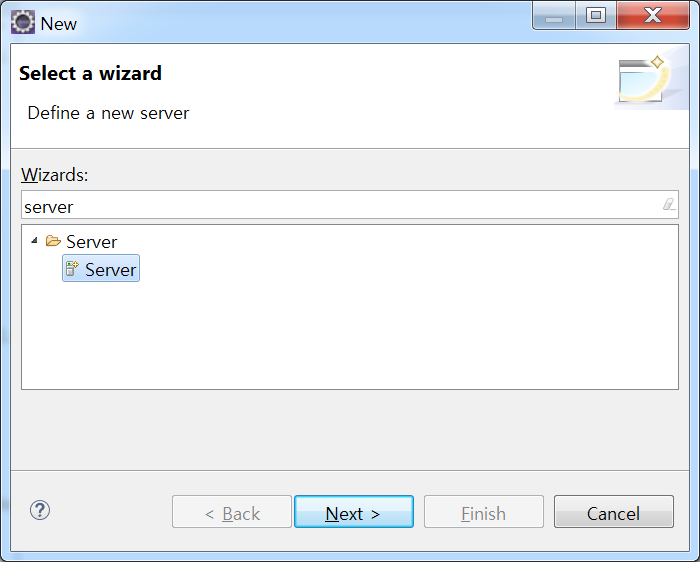 New
Select a wizard
Define a new server
Wizards:
server
Server
Server
< Back Next > Finish Cancel